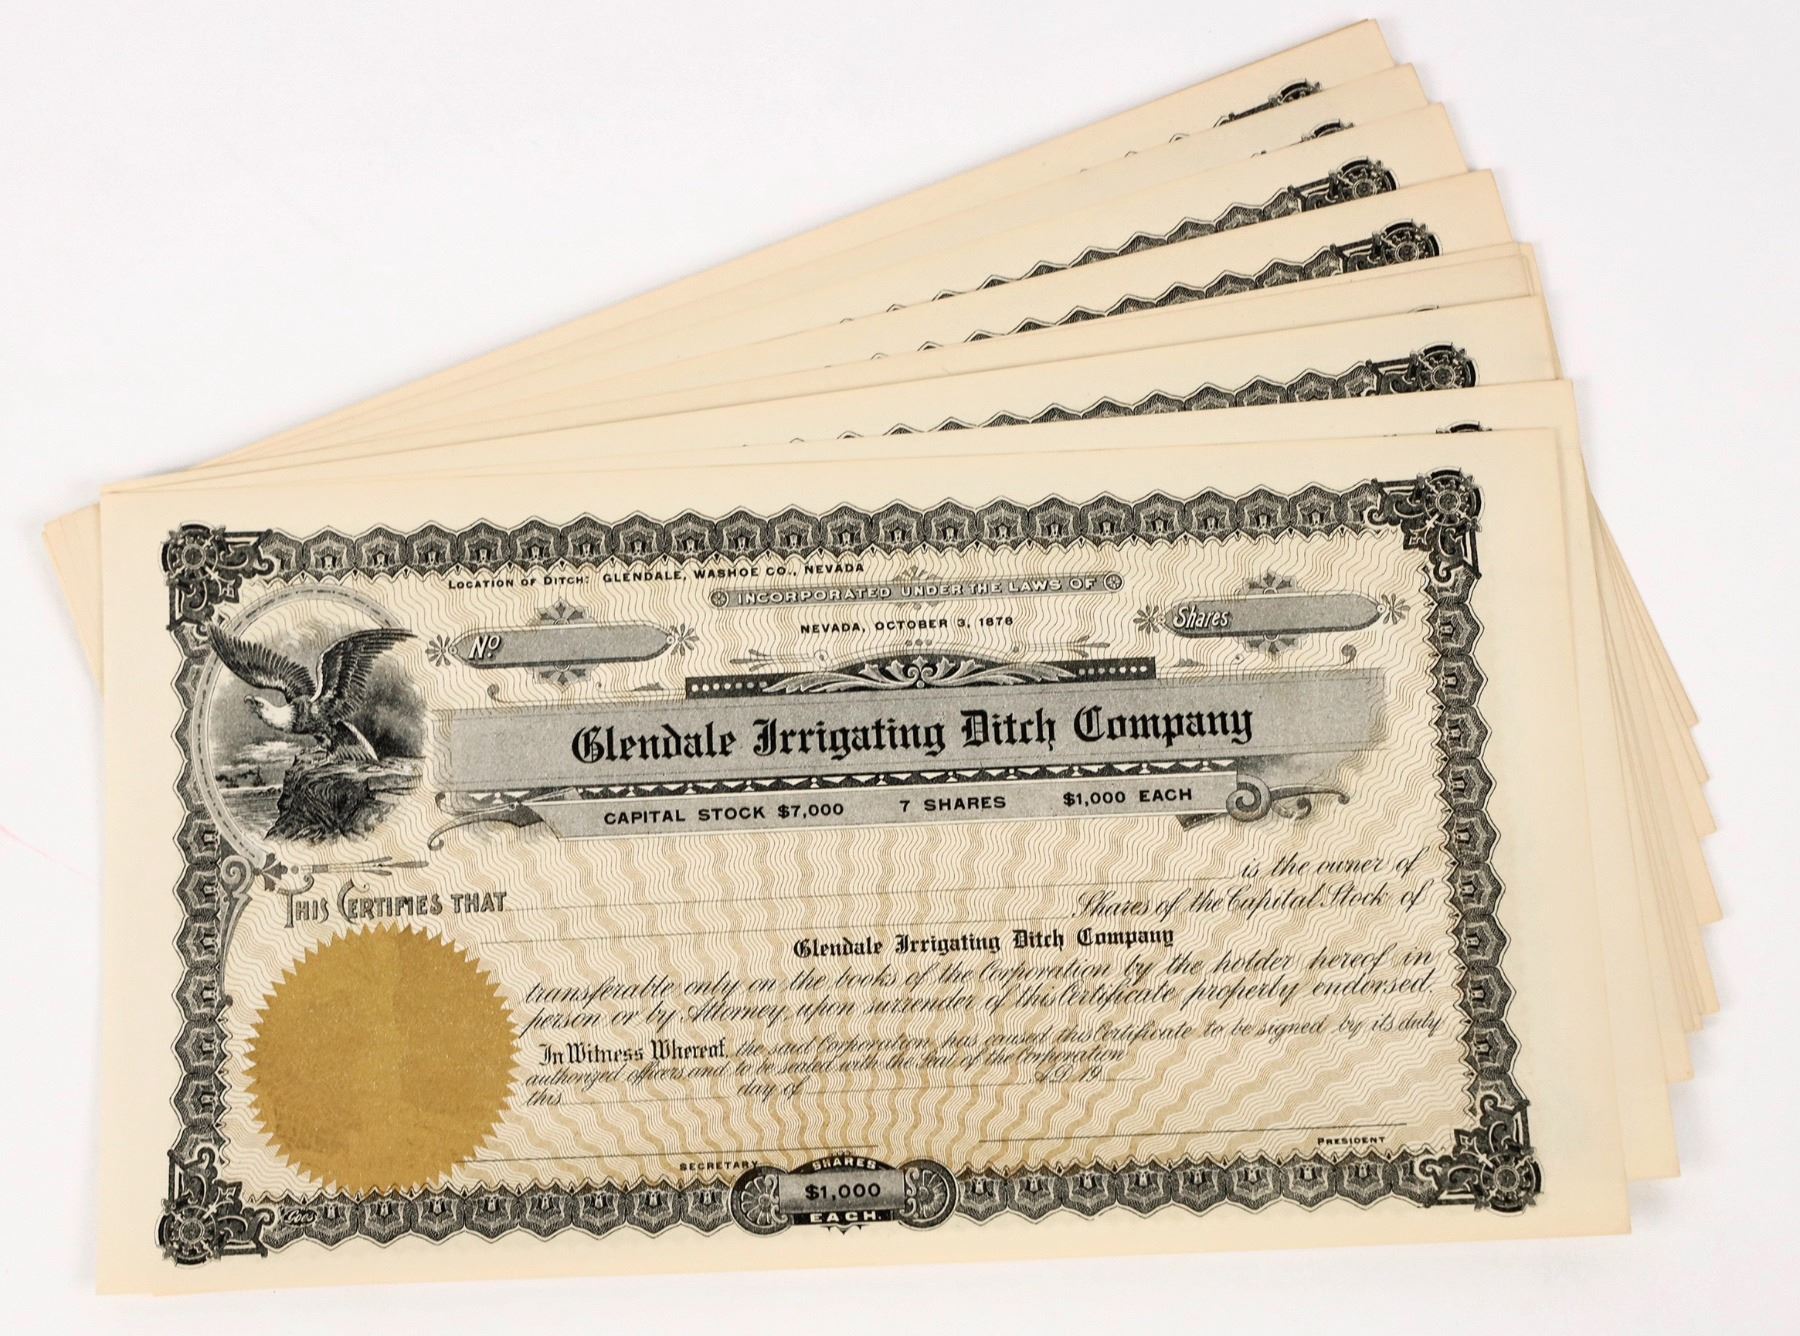 LOCATION OF DITCH: GLENDALE, WASHOE CO., NEVADA
INCORPORATED UNDER THE LAWS OF
NEVADA, OCTOBER 3, 1878
No
Shares
Glendale Irrigating Ditch Company
CAPITAL STOCK $7,000 7 SHARES $1,000 EACH
THIS CERTIFIES THAT
is the owner of
Shares of the Capital Stock of
Glendale Irrigating Ditch Company
transferable only on the books of the Corporation by the holder hereof in
person or by Attorney, upon surrender of this Certificate properly endorsed.
In Witness Whereof, the said Corporation has caused this Certificate to be signed by its duly
authorized officers and to be sealed with the Seal of the Corporation
this day of A.D. 19
PRESIDENT
SECRETARY
SHARES
$1,000
EACH.